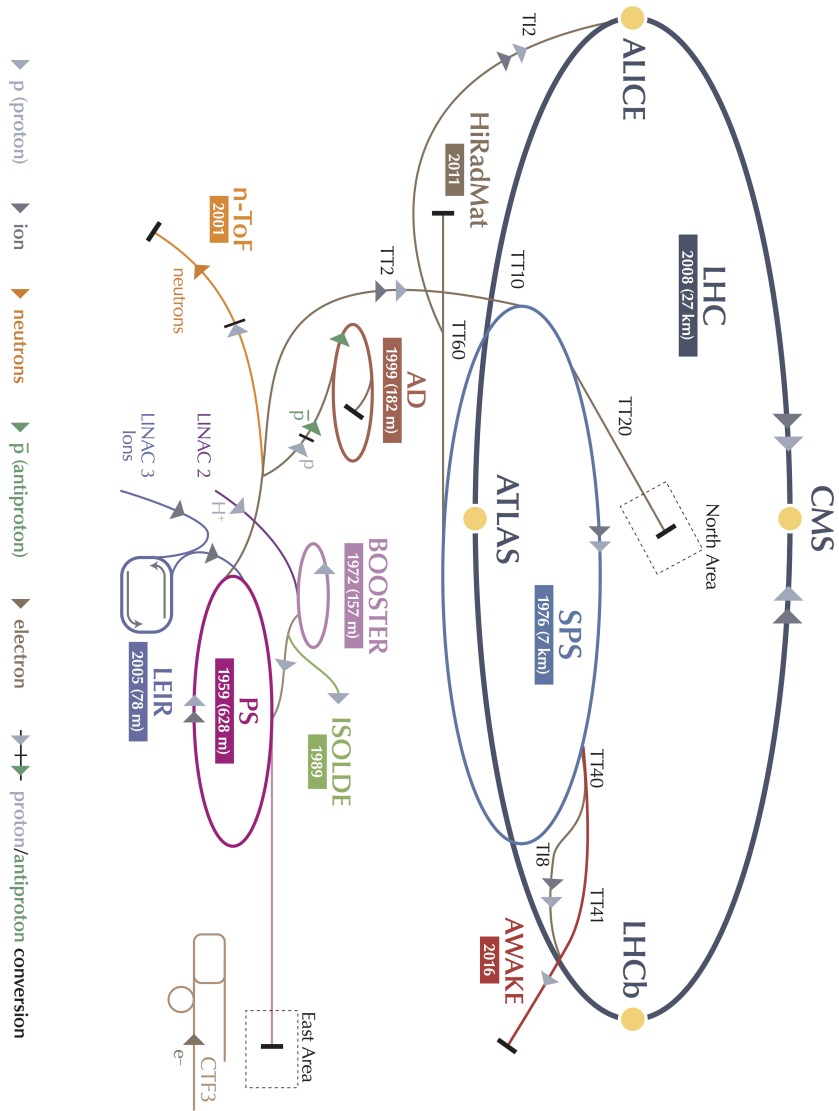 CMS
North Area
LHC
2008 (27 km)
TT20
ALICE
TI2
LHCb
TT10
TT41
TT40
SPS
1976 (7 km)
TI8
ATLAS
HiRadMat
2011
TT60
AWAKE
2016
AD
1999 (182 m)
TT2
BOOSTER
1972 (157 m)
ISOLDE
1989
East Area
n-ToF
2001
p̄
p
H⁺
neutrons
LINAC 2
PS
1959 (628 m)
CTF3
e⁻
LINAC 3
Ions
LEIR
2005 (78 m)
p (proton)
ion
neutrons
p̄ (antiproton)
electron
proton/antiproton conversion